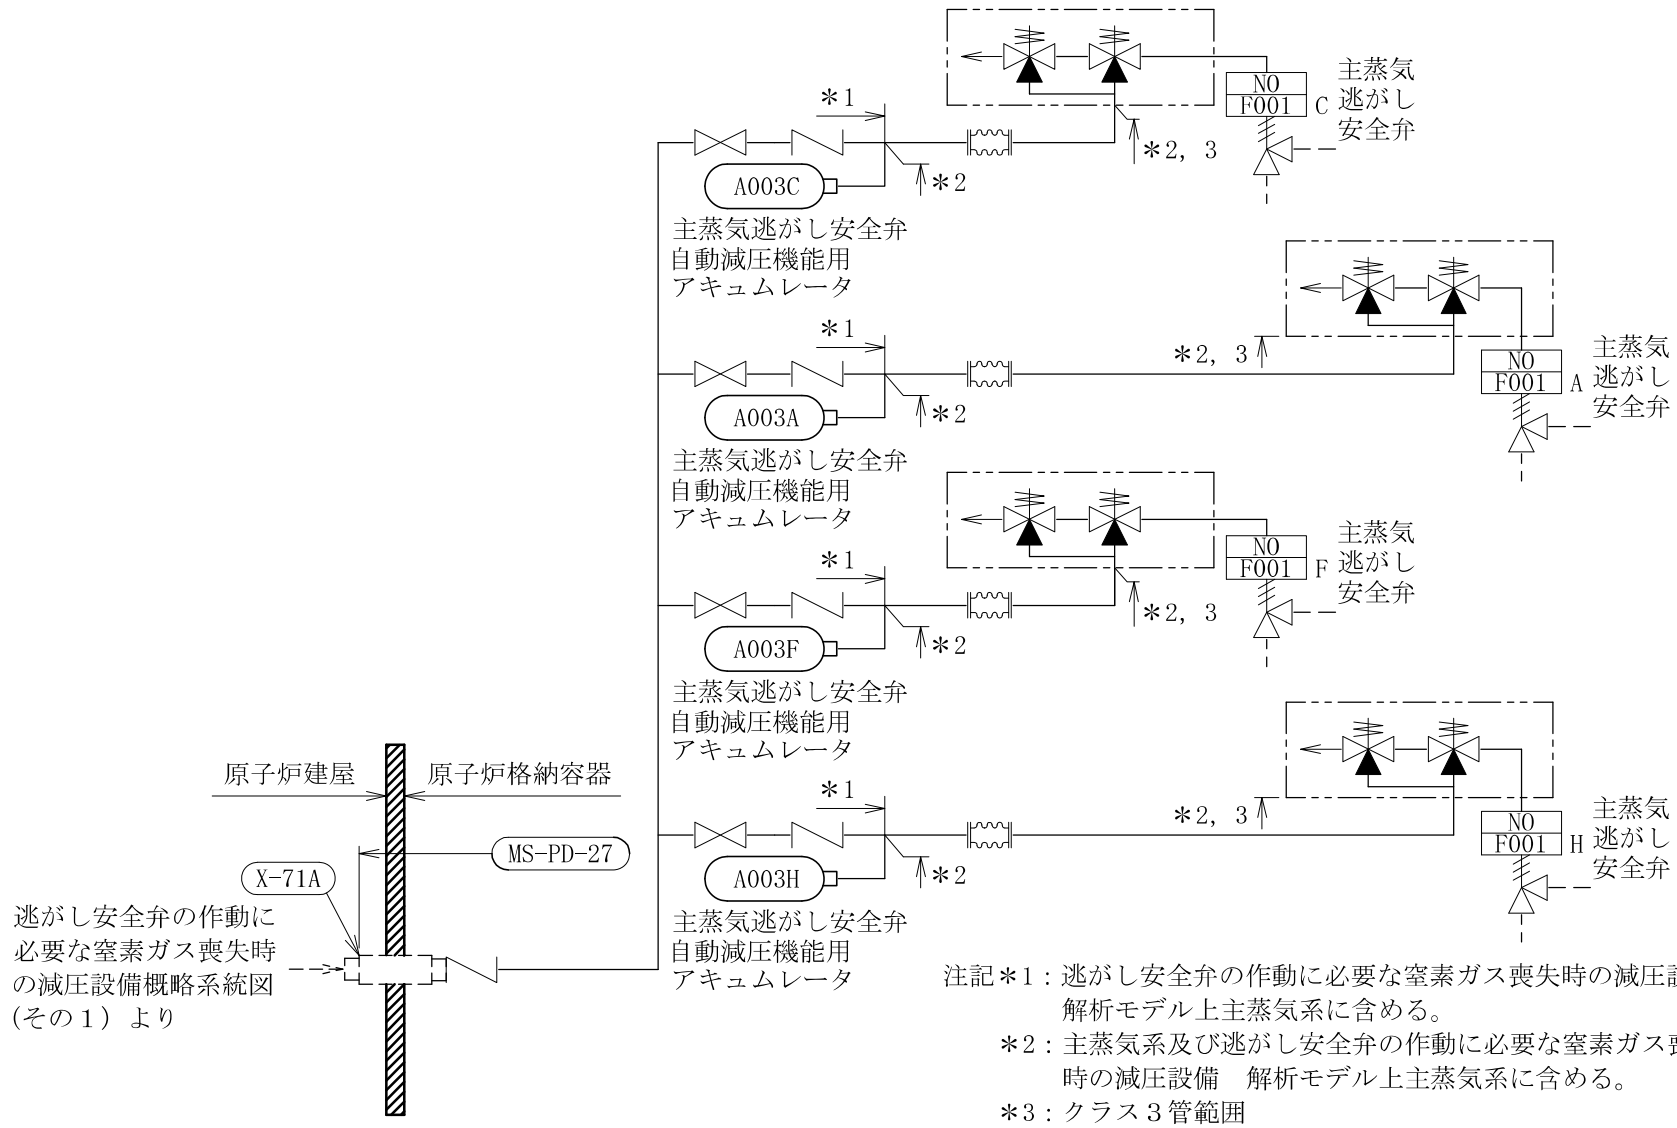 NO
F001
C
主蒸気
逃がし
安全弁
*1
*2, 3
*2
A003C
主蒸気逃がし安全弁
自動減圧機能用
アキュムレータ
*1
*2, 3
*2
NO
F001
A
主蒸気
逃がし
安全弁
A003A
主蒸気逃がし安全弁
自動減圧機能用
アキュムレータ
NO
F001
F
主蒸気
逃がし
安全弁
*1
*2, 3
*2
A003F
主蒸気逃がし安全弁
自動減圧機能用
アキュムレータ
原子炉建屋
原子炉格納容器
*1
*2, 3
*2
NO
F001
H
主蒸気
逃がし
安全弁
MS-PD-27
X-71A
A003H
主蒸気逃がし安全弁
自動減圧機能用
アキュムレータ
逃がし安全弁の作動に
必要な窒素ガス喪失時
の減圧設備概略系統図
(その1) より
注記*1：逃がし安全弁の作動に必要な窒素ガス喪失時の減圧
解析モデル上主蒸気系に含める。
*2：主蒸気系及び逃がし安全弁の作動に必要な窒素ガス
時の減圧設備　解析モデル上主蒸気系に含める。
*3：クラス3管範囲